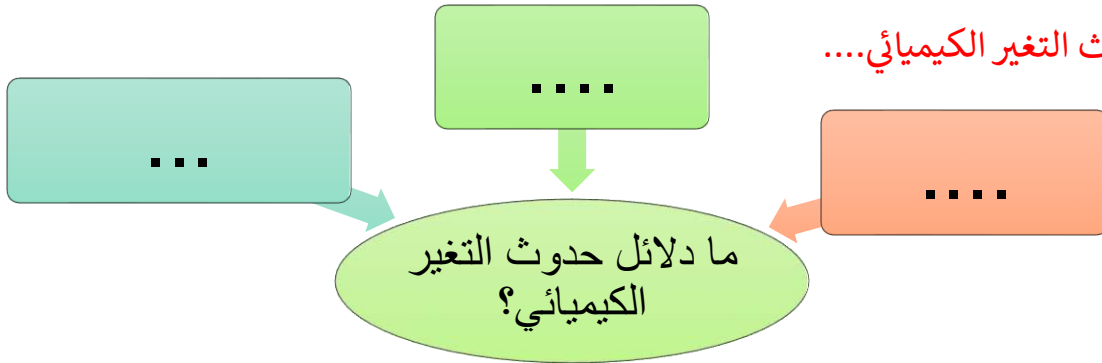 ث التغير الكيميائي....
....
....
...
ما دلائل حدوث التغير
الكيميائي؟